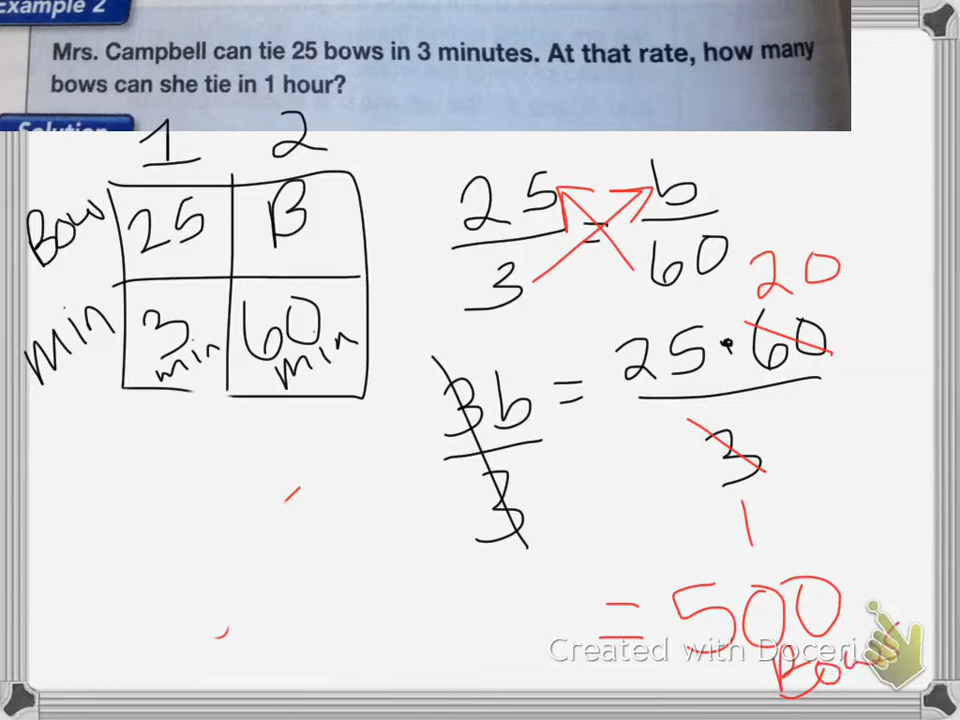 Example 2
Mrs. Campbell can tie 25 bows in 3 minutes. At that rate, how many
bows can she tie in 1 hour?
Solution
1 2
Bow 25 B
min 3 min 60 min
25/3 = b/60
20
3b/3 = 25·60/3
1
= 500
Bows
Created with Doceri